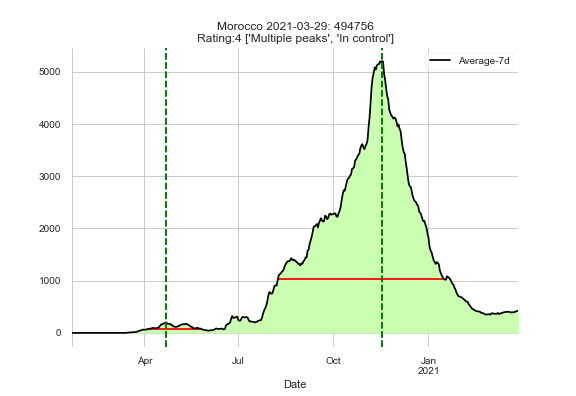 Morocco 2021-03-29: 494756
Rating:4 ['Multiple peaks', 'In control']
Average-7d
5000
4000
3000
2000
1000
0
Apr Jul Oct Jan
2021
Date